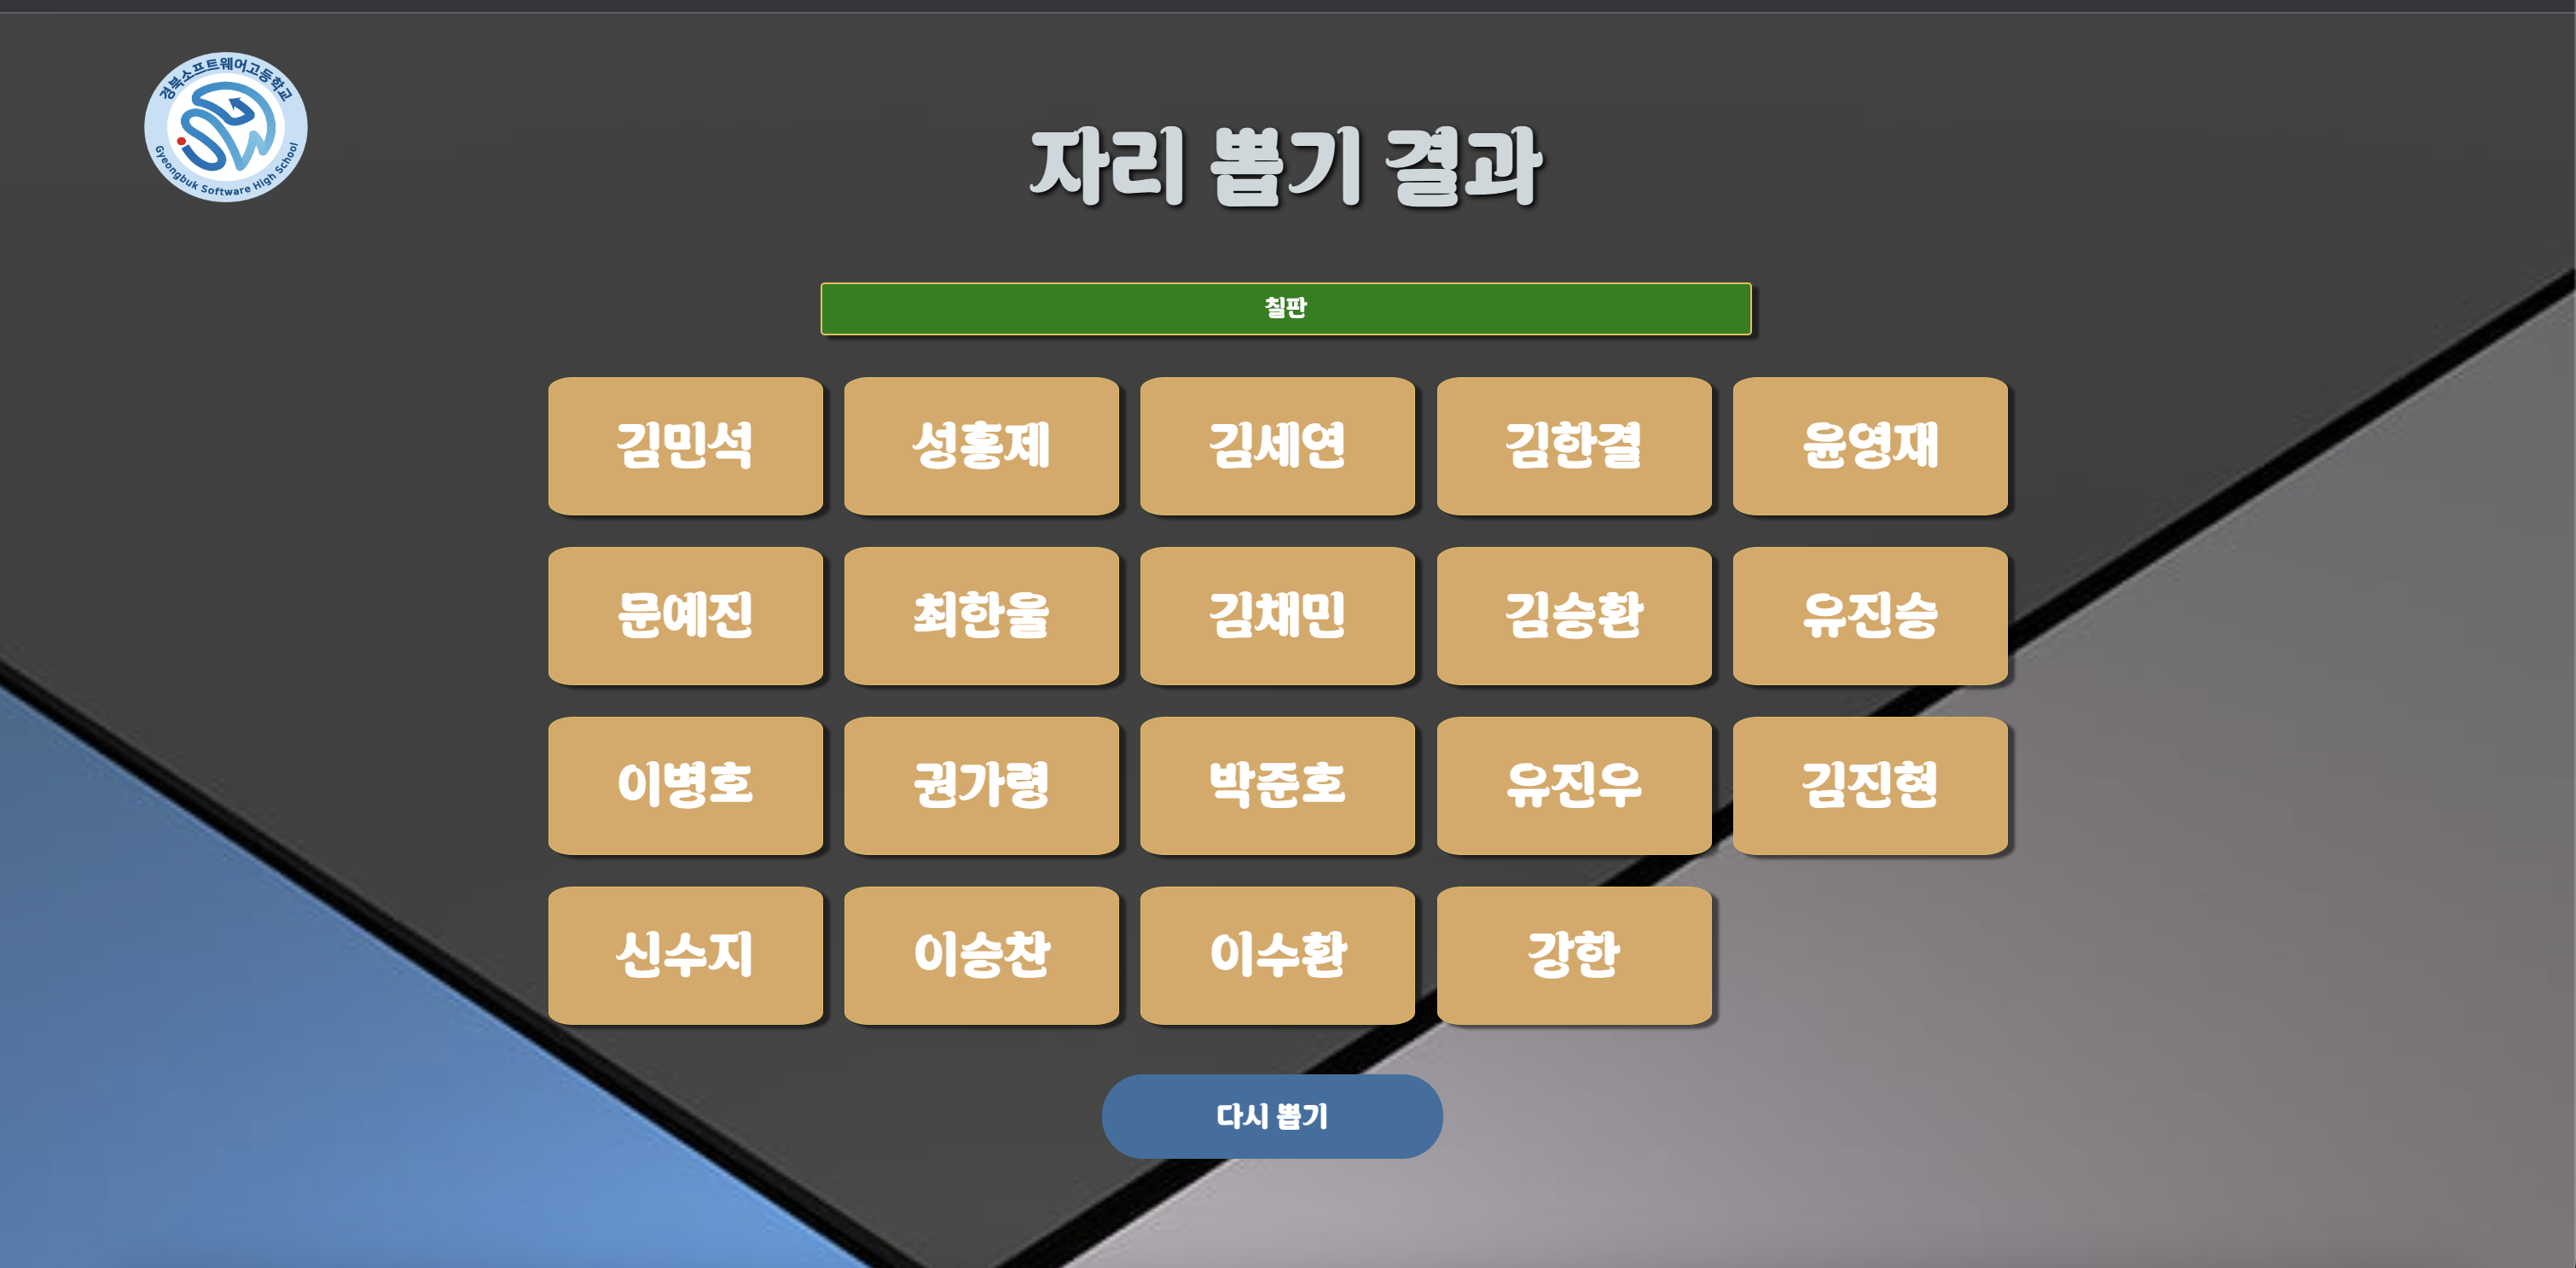 경북소프트웨어고등학교
Gyeongbuk Software High School
자리 뽑기 결과
칠판
김민석 성홍제 김세연 김한결 윤영재
문예진 최한울 김채민 김승환 유진승
이병호 권가령 박준호 유진우 김진현
신수지 이승찬 이수환 강한
다시 뽑기